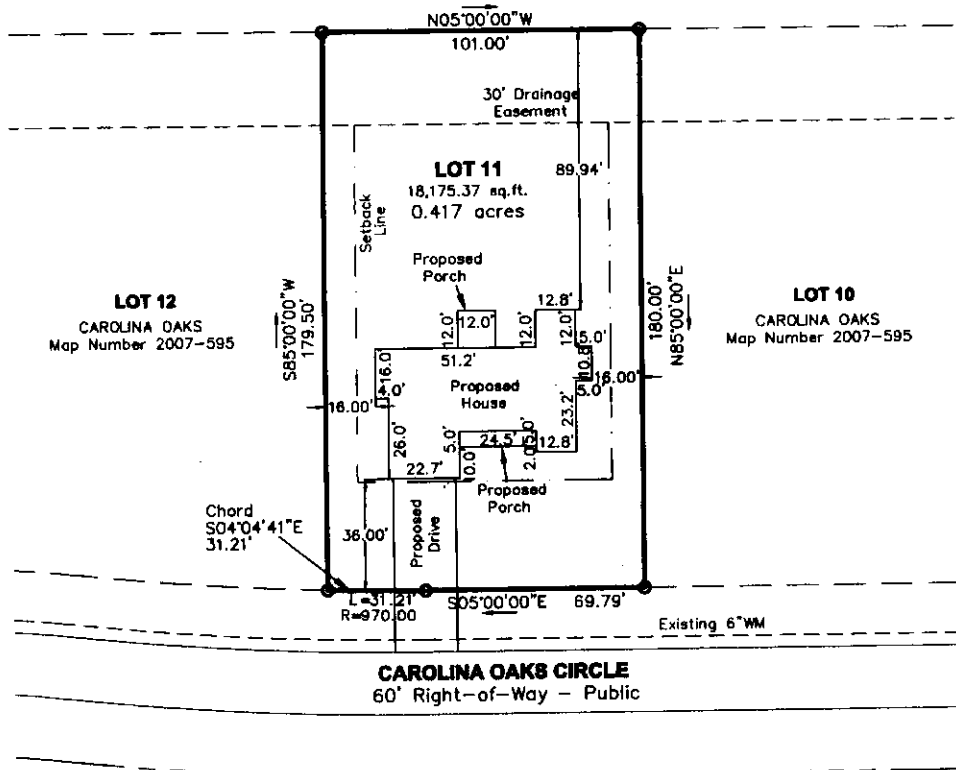 N05°00'00"W
101.00'
30' Drainage
Easement
LOT 11
18,175.37 sq.ft.
0.417 acres
89.94'
Setback
Line
Proposed
Porch
LOT 12
CAROLINA OAKS
Map Number 2007-595
S85°00'00"W
179.50'
180.00'
N85°00'00"E
LOT 10
CAROLINA OAKS
Map Number 2007-595
12.8'
12.0'
12.0'
12.0'
5.0'
10.8'
51.2'
16.0'
4.0'
16.00'
Proposed
House
16.00'
5.0'
23.2'
26.0'
5.0'
24.5'
5.0'
12.8'
2.0'
10.0'
22.7'
Proposed
Porch
Chord
S04°04'41"E
31.21'
36.00'
Proposed
Drive
L=31.21'
R=970.00
S05°00'00"E
69.79'
Existing 6"WM
CAROLINA OAKS CIRCLE
60' Right-of-Way - Public